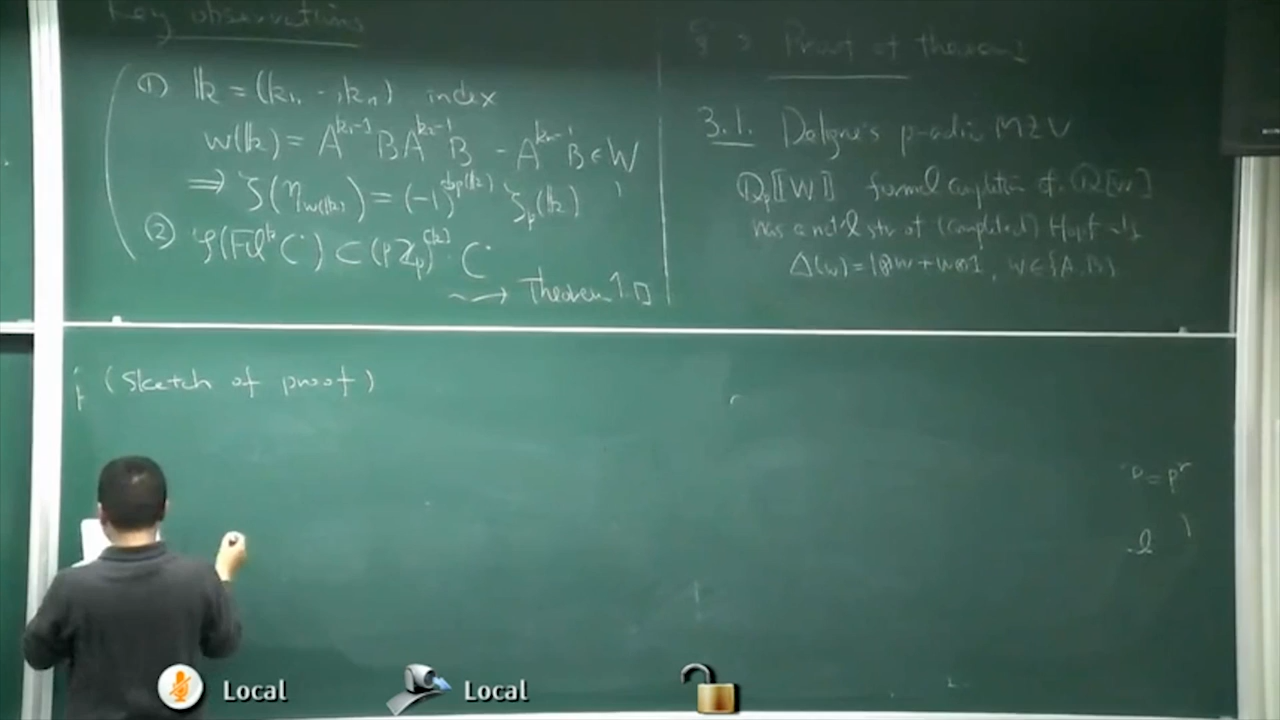 Key observations
① 𝕜 = (k₁, -, kₙ) index
w(𝕜) = A^{k₁-1} B A^{k₂-1} B - A^{kₙ-1} B ∈ W
⇒ ζ(η_{w(𝕜)}) = (-1)^{dp(𝕜)} ζ_p(𝕜)
② φ(Fil^k C^·) ⊂ (pℤ_p)^{[k]} C^·
⇝ Theorem 1. □
§ 3 Proof of theorem
3.1. Deligne's p-adic MZV
ℚ_p[[W]] formal completion of ℚ[W]
has a natl str of (completed) Hopf alg
Δ(w) = 1⊗w + w⊗1, w ∈ {A, B}
(Sketch of proof)
= p^r
Local
Local